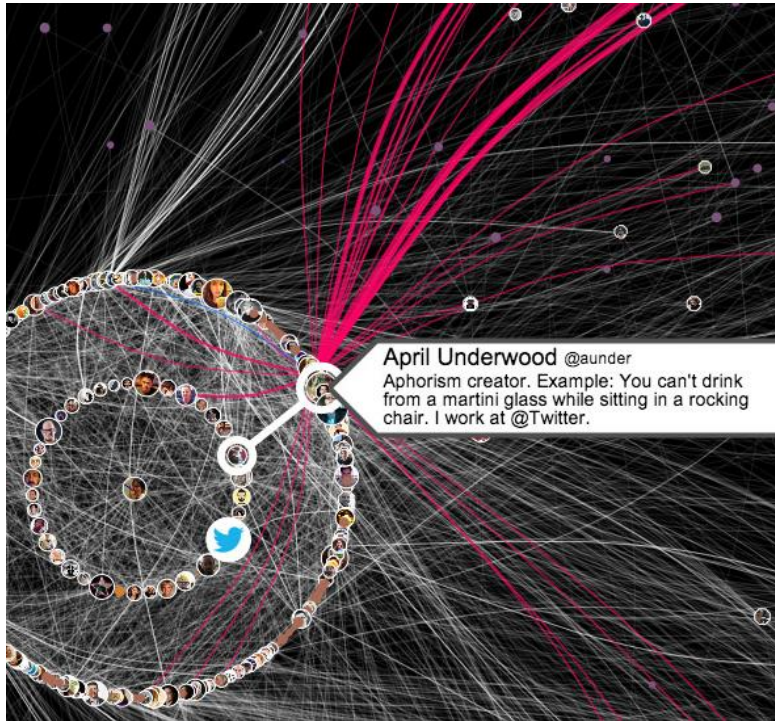 April Underwood @aunder
Aphorism creator. Example: You can't drink
from a martini glass while sitting in a rocking
chair. I work at @Twitter.